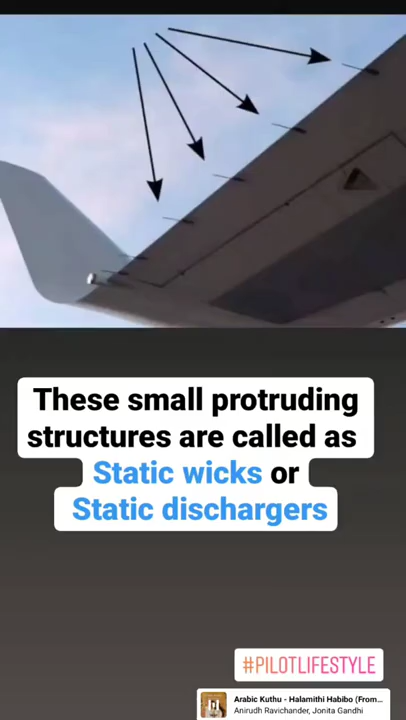 These small protruding
structures are called as
Static wicks or
Static dischargers
#PILOTLIFESTYLE
Arabic Kuthu - Halamithi Habibo (From...
Anirudh Ravichander, Jonita Gandhi